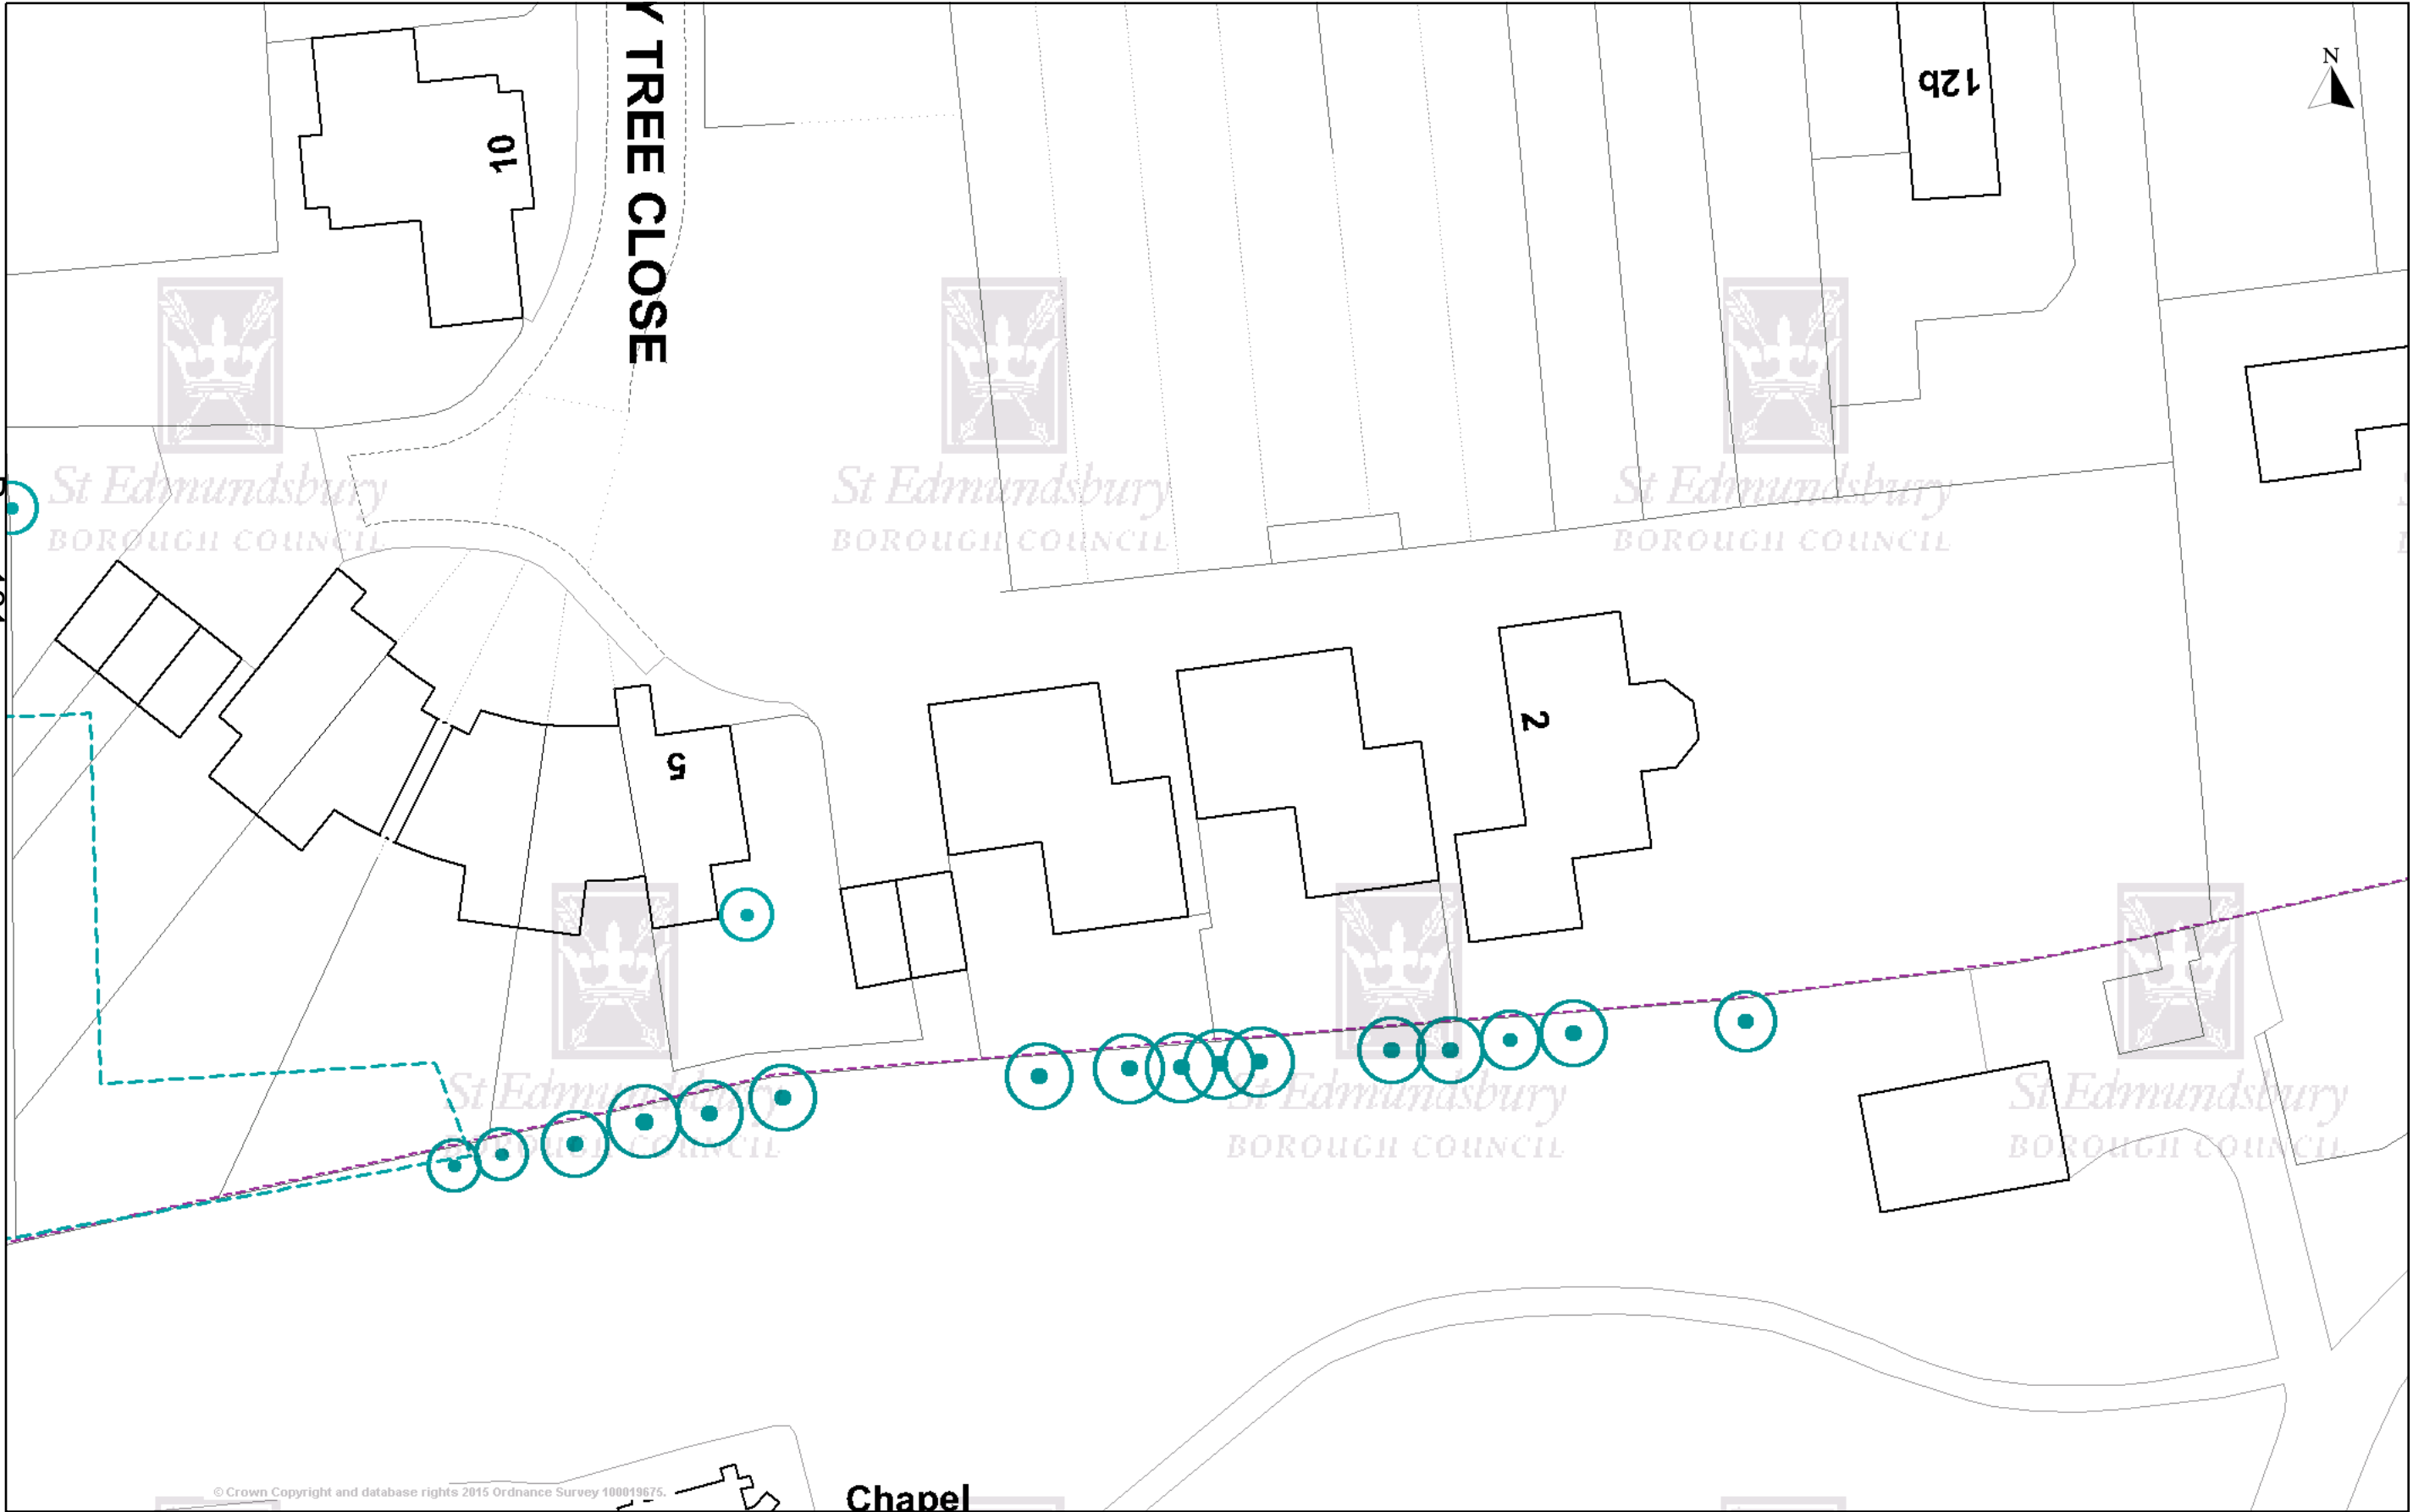 Y TREE CLOSE
12b
N
10
St Edmundsbury
BOROUGH COUNCIL
St Edmundsbury
BOROUGH COUNCIL
St Edmundsbury
BOROUGH COUNCIL
2
5
St Edmundsbury
BOROUGH COUNCIL
St Edmundsbury
BOROUGH COUNCIL
St Edmundsbury
BOROUGH COUNCIL
© Crown Copyright and database rights 2015 Ordnance Survey 100019675.
Chapel